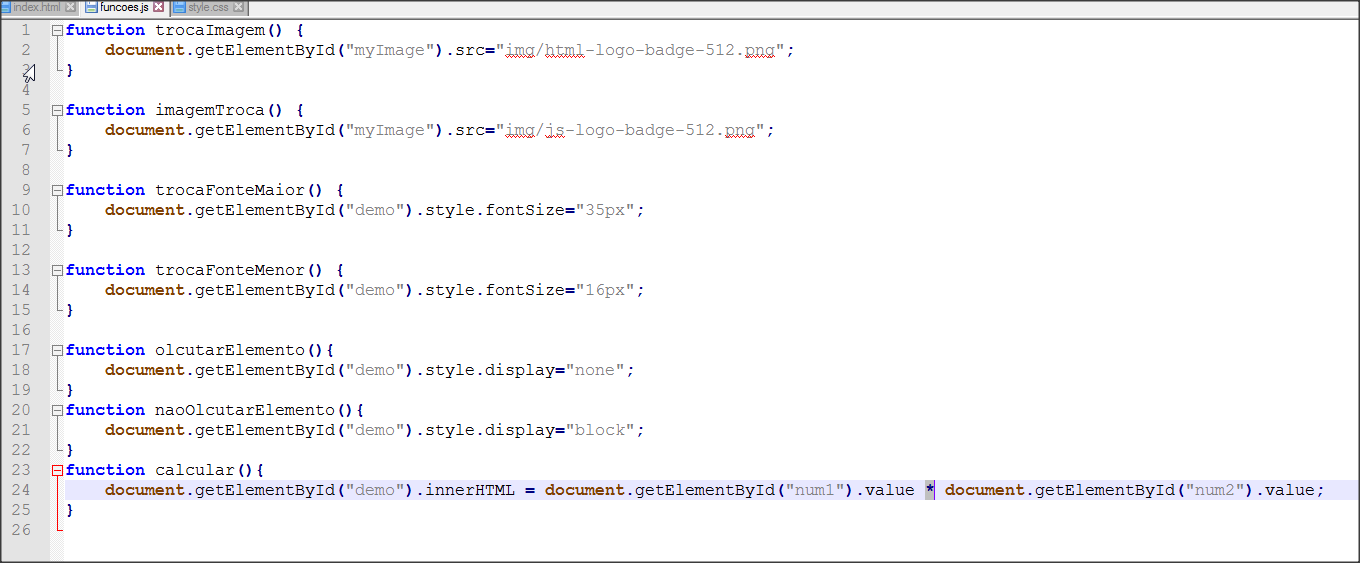 index.html funcoes.js style.css
1 function trocaImagem() {
2 document.getElementById("myImage").src="img/html-logo-badge-512.png";
3 }
4
5 function imagemTroca() {
6 document.getElementById("myImage").src="img/js-logo-badge-512.png";
7 }
8
9 function trocaFonteMaior() {
10 document.getElementById("demo").style.fontSize="35px";
11 }
12
13 function trocaFonteMenor() {
14 document.getElementById("demo").style.fontSize="16px";
15 }
16
17 function olcutarElemento(){
18 document.getElementById("demo").style.display="none";
19 }
20 function naoOlcutarElemento(){
21 document.getElementById("demo").style.display="block";
22 }
23 function calcular(){
24 document.getElementById("demo").innerHTML = document.getElementById("num1").value * document.getElementById("num2").value;
25 }
26